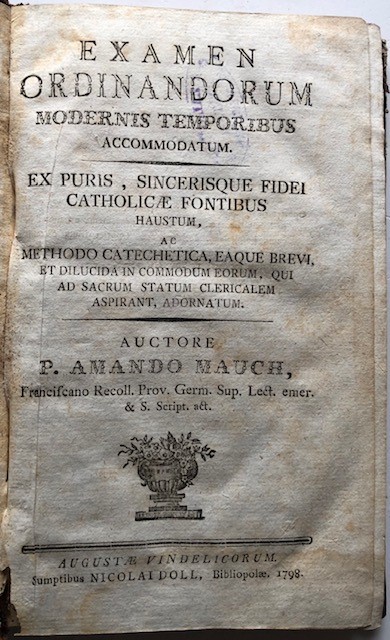 EXAMEN
ORDINANDORUM
MODERNIS TEMPORIBUS
ACCOMMODATUM.
EX PURIS, SINCERISQUE FIDEI
CATHOLICÆ FONTIBUS
HAUSTUM,
AC
METHODO CATECHETICA, EAQUE BREVI,
ET DILUCIDA IN COMMODUM EORUM, QUI
AD SACRUM STATUM CLERICALEM
ASPIRANT, ADORNATUM.
AUCTORE
P. AMANDO MAUCH,
Franciſcano Recoll. Prov. Germ. Sup. Lect. emer.
& S. Script. act.
AUGUSTÆ VINDELICORUM.
Sumptibus NICOLAI DOLL, Bibliopolæ, 1798.